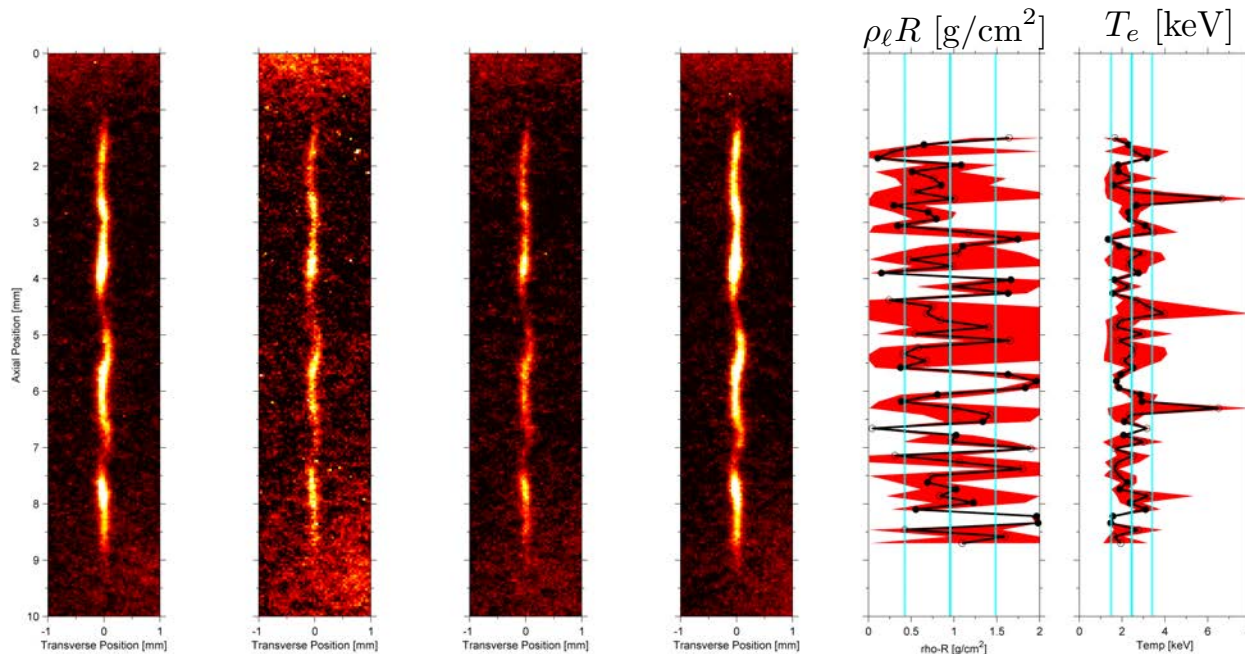 ρ_ℓR [g/cm²]
T_e [keV]
0
1
2
3
4
5
6
7
8
9
10
Axial Position [mm]
-1 0 1
Transverse Position [mm]
-1 0 1
Transverse Position [mm]
-1 0 1
Transverse Position [mm]
-1 0 1
Transverse Position [mm]
0 0.5 1 1.5 2
rho-R [g/cm²]
2 4 6
Temp [keV]